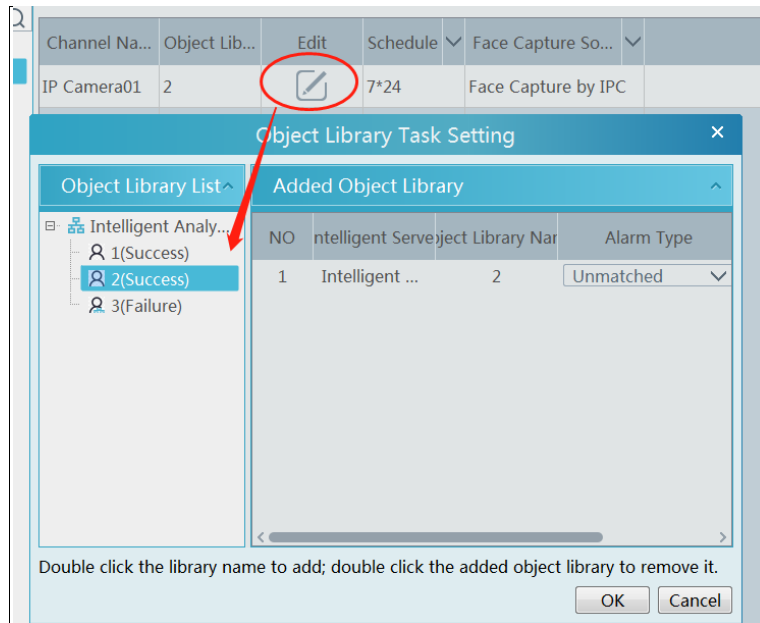 Channel Na... Object Lib... Edit Schedule Face Capture So...
IP Camera01 2 7*24 Face Capture by IPC
Object Library Task Setting
Object Library List Added Object Library
Intelligent Analy...
1(Success)
2(Success)
3(Failure)
NO ntelligent Serve bject Library Nar Alarm Type
1 Intelligent ... 2 Unmatched
Double click the library name to add; double click the added object library to remove it.
OK Cancel